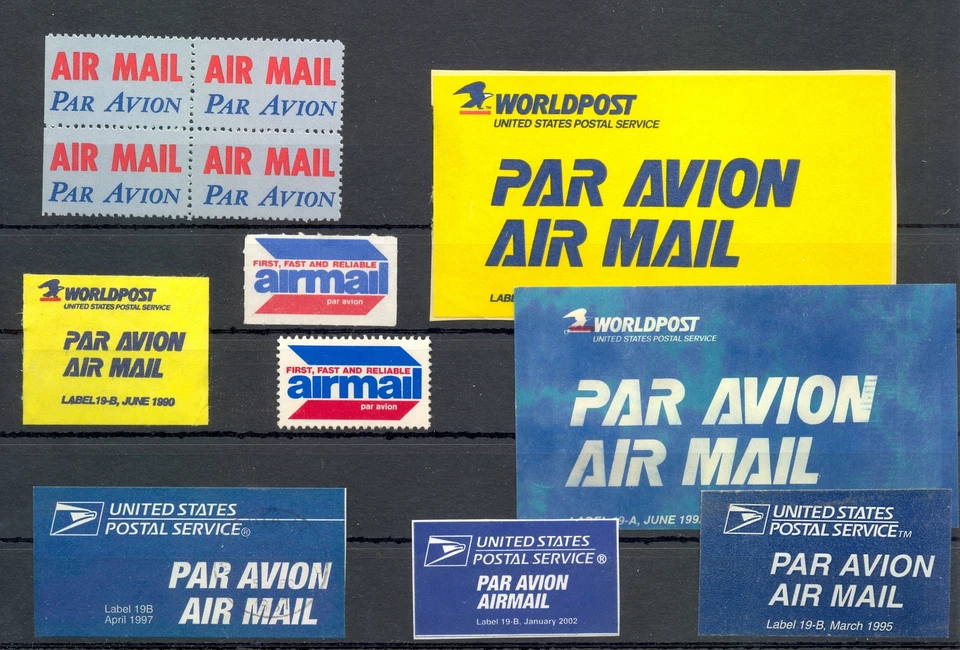 AIR MAIL
PAR AVION
AIR MAIL
PAR AVION
AIR MAIL
PAR AVION
AIR MAIL
PAR AVION
WORLDPOST
UNITED STATES POSTAL SERVICE
PAR AVION
AIR MAIL
FIRST, FAST AND RELIABLE
airmail
par avion
WORLDPOST
UNITED STATES POSTAL SERVICE
PAR AVION
AIR MAIL
LABEL 19-B, JUNE 1990
FIRST, FAST AND RELIABLE
airmail
par avion
WORLDPOST
UNITED STATES POSTAL SERVICE
PAR AVION
AIR MAIL
JUNE
UNITED STATES
POSTAL SERVICE®
PAR AVION
AIR MAIL
Label 19B
April 1997
UNITED STATES
POSTAL SERVICE®
PAR AVION
AIRMAIL
Label 19-B, January 2002
UNITED STATES
POSTAL SERVICE™
PAR AVION
AIR MAIL
Label 19-B, March 1995